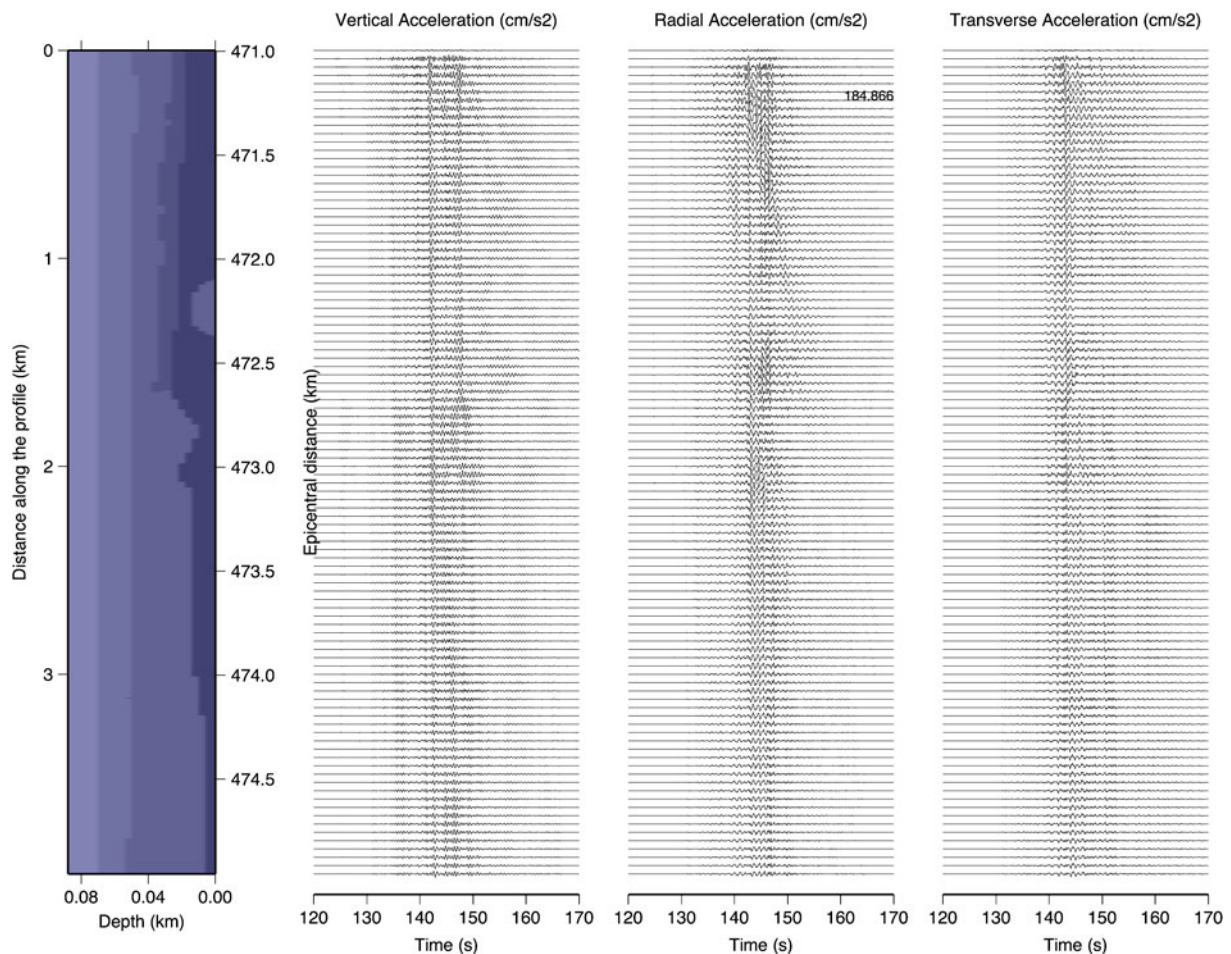 Vertical Acceleration (cm/s2)
Radial Acceleration (cm/s2)
Transverse Acceleration (cm/s2)
0
1
2
3
Distance along the profile (km)
471.0
471.5
472.0
472.5
473.0
473.5
474.0
474.5
Epicentral distance (km)
184.866
0.08 0.04 0.00
Depth (km)
120 130 140 150 160 170
Time (s)
120 130 140 150 160 170
Time (s)
120 130 140 150 160 170
Time (s)